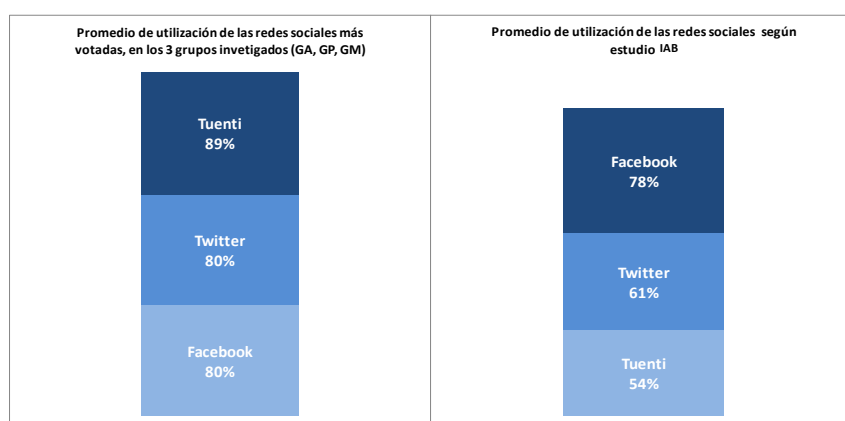 Promedio de utilización de las redes sociales más
votadas, en los 3 grupos invetigados (GA, GP, GM)
Tuenti
89%
Twitter
80%
Facebook
80%
Promedio de utilización de las redes sociales según
estudio IAB
Facebook
78%
Twitter
61%
Tuenti
54%